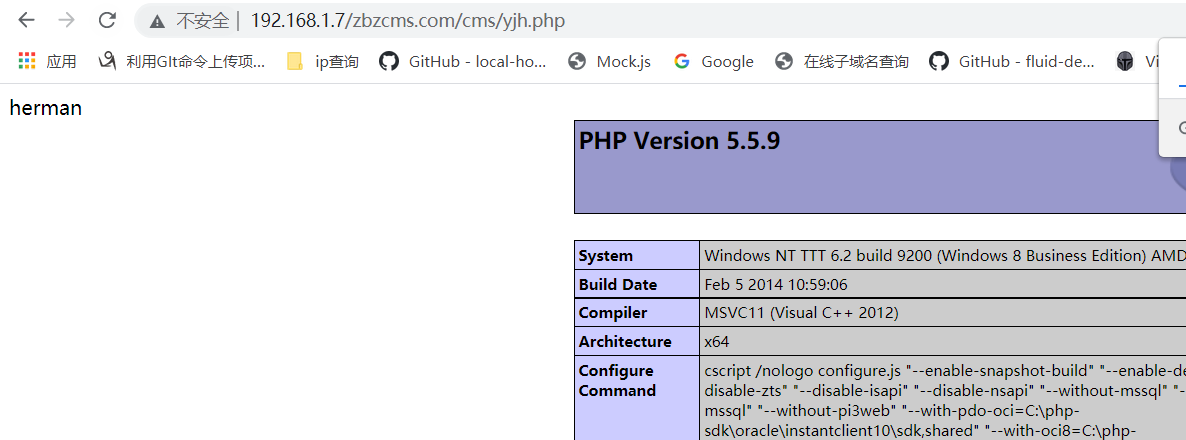 不安全 | 192.168.1.7/zbzcms.com/cms/yjh.php
应用 利用GIt命令上传项... ip查询 GitHub - local-ho... Mock.js Google 在线子域名查询 GitHub - fluid-de... Vi
herman
PHP Version 5.5.9
System Windows NT TTT 6.2 build 9200 (Windows 8 Business Edition) AMD
Build Date Feb 5 2014 10:59:06
Compiler MSVC11 (Visual C++ 2012)
Architecture x64
Configure Command cscript /nologo configure.js "--enable-snapshot-build" "--enable-de
disable-zts" "--disable-isapi" "--disable-nsapi" "--without-mssql" "-
mssql" "--without-pi3web" "--with-pdo-oci=C:\php-
sdk\oracle\instantclient10\sdk,shared" "--with-oci8=C:\php-